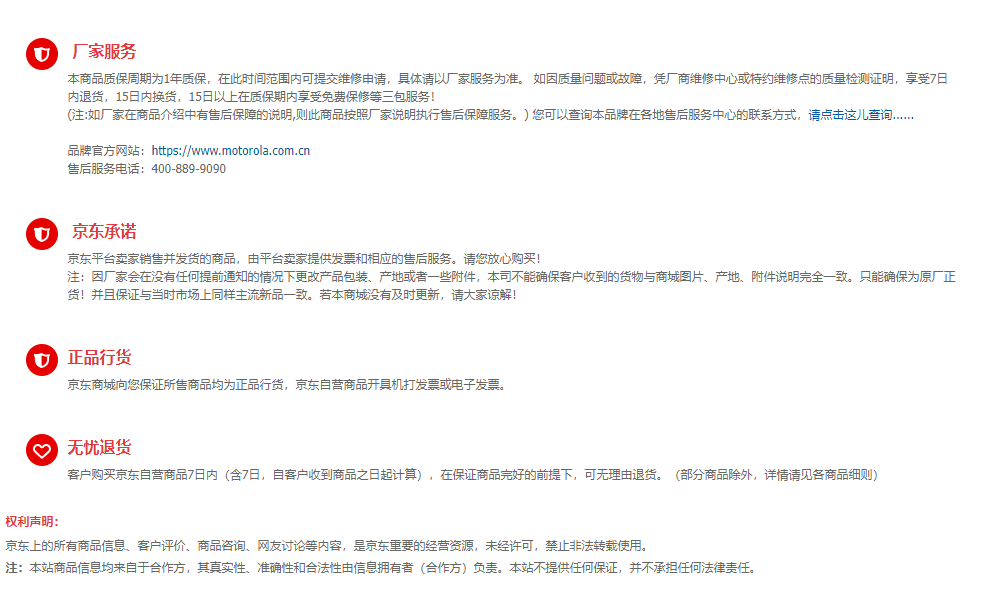 厂家服务
本商品质保周期为1年质保，在此时间范围内可提交维修申请，具体请以厂家服务为准。 如因质量问题或故障，凭厂商维修中心或特约维修点的质量检测证明，享受7日
内退货，15日内换货，15日以上在质保期内享受免费保修等三包服务！
(注:如厂家在商品介绍中有售后保障的说明,则此商品按照厂家说明执行售后保障服务。) 您可以查询本品牌在各地售后服务中心的联系方式，请点击这儿查询......
品牌官方网站：https://www.motorola.com.cn
售后服务电话：400-889-9090
京东承诺
京东平台卖家销售并发货的商品，由平台卖家提供发票和相应的售后服务。请您放心购买！
注：因厂家会在没有任何提前通知的情况下更改产品包装、产地或者一些附件，本司不能确保客户收到的货物与商城图片、产地、附件说明完全一致。只能确保为原厂正
货！并且保证与当时市场上同样主流新品一致。若本商城没有及时更新，请大家谅解！
正品行货
京东商城向您保证所售商品均为正品行货，京东自营商品开具机打发票或电子发票。
无忧退货
客户购买京东自营商品7日内（含7日，自客户收到商品之日起计算），在保证商品完好的前提下，可无理由退货。（部分商品除外，详情请见各商品细则）
权利声明：
京东上的所有商品信息、客户评价、商品咨询、网友讨论等内容，是京东重要的经营资源，未经许可，禁止非法转载使用。
注：本站商品信息均来自于合作方，其真实性、准确性和合法性由信息拥有者（合作方）负责。本站不提供任何保证，并不承担任何法律责任。